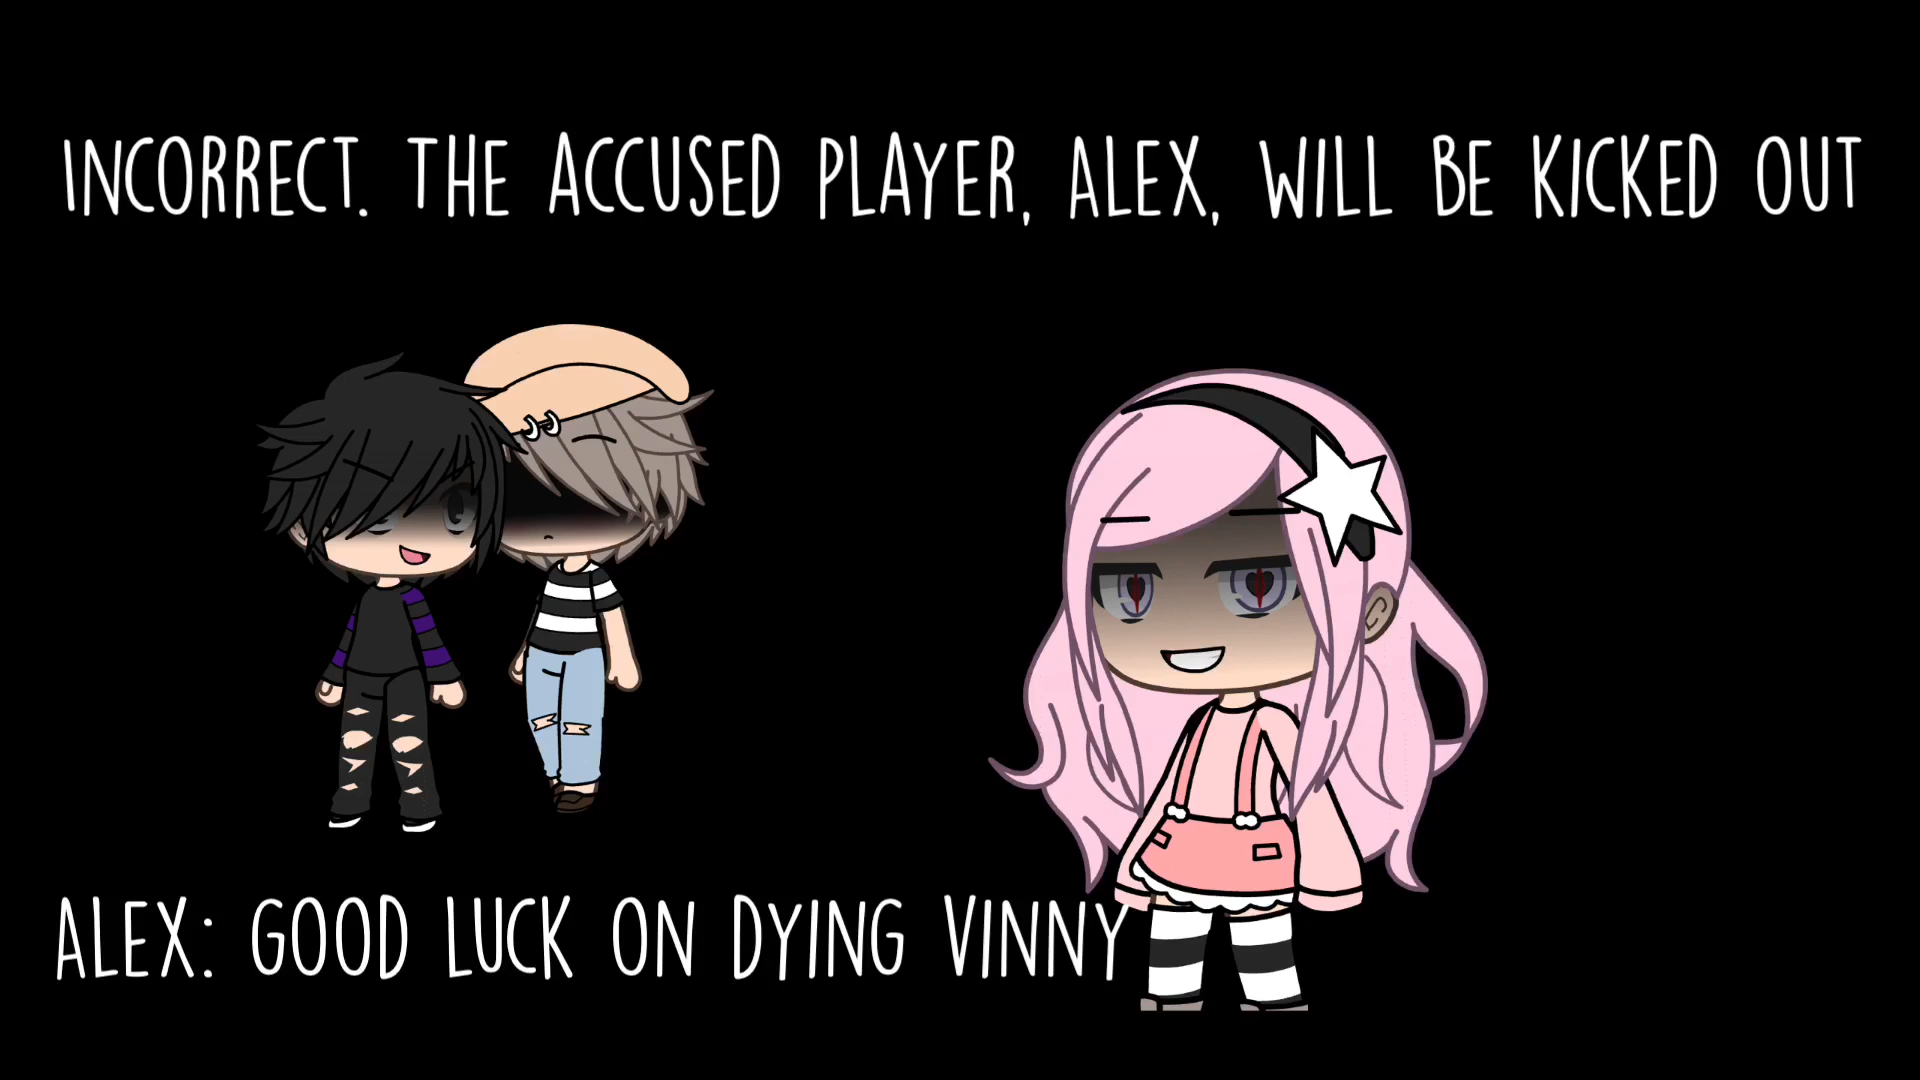 INCORRECT. THE ACCUSED PLAYER, ALEX, WILL BE KICKED OUT
ALEX: GOOD LUCK ON DYING VINNY